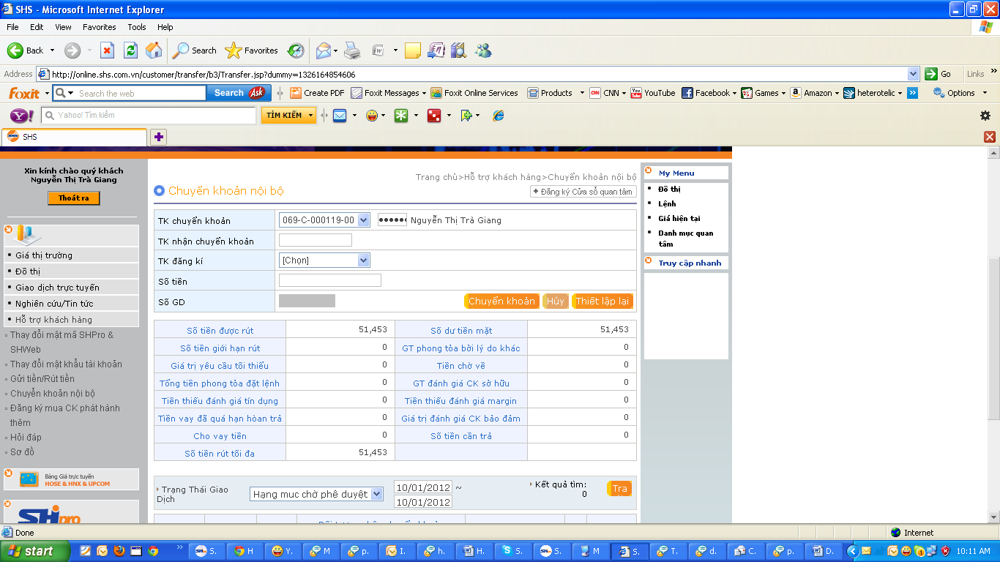 SHS - Microsoft Internet Explorer
File Edit View Favorites Tools Help
Back Search Favorites
Address http://online.shs.com.vn/customer/transfer/b3/Transfer.jsp?dummy=1326164854606 Go Links »
foxit Search the web Search Ask Create PDF Foxit Messages Foxit Online Services Products CNN YouTube Facebook Games Amazon heterotelic » Options
Y! Yahoo! Tìm kiếm TÌM KIẾM
SHS
Xin kính chào quý khách
Nguyễn Thị Trà Giang
Thoát ra
Giá thị trường
Đồ thị
Giao dịch trực tuyến
Nghiên cứu/Tin tức
Hỗ trợ khách hàng
Thay đổi mật mã SHPro &
SHWeb
Thay đổi mật khẩu tài khoản
Gửi tiền/Rút tiền
Chuyển khoản nội bộ
Đăng ký mua CK phát hành
thêm
Hỏi đáp
Sơ đồ
Bảng Giá trực tuyến
HOSE & HNX & UPCOM
SHpro
Trang chủ>Hỗ trợ khách hàng>Chuyển khoản nội bộ
Chuyển khoản nội bộ
+ Đăng ký Cửa sổ quan tâm
TK chuyển khoản 069-C-000119-00 Nguyễn Thị Trà Giang
TK nhận chuyển khoản
TK đăng kí [Chọn]
Số tiền
Số GD Chuyển khoản Hủy Thiết lập lại
Số tiền được rút 51,453 Số dư tiền mặt 51,453
Số tiền giới hạn rút 0 GT phong tỏa bởi lý do khác 0
Giá trị yêu cầu tối thiểu 0 Tiền chờ về 0
Tổng tiền phong tỏa đặt lệnh 0 GT đánh giá CK sở hữu 0
Tiền thiếu đánh giá tín dụng 0 Tiền thiếu đánh giá margin 0
Tiền vay đã quá hạn hòan trả 0 Giá trị đánh giá CK bảo đảm 0
Cho vay tiền 0 Số tiền cần trả 0
Số tiền rút tối đa 51,453
Trạng Thái Giao
Dịch
Hạng mục chờ phê duyệt
10/01/2012 ~
10/01/2012
Kết quả tìm:
0
Tra
My Menu
Đồ thị
Lệnh
Giá hiện tại
Danh mục quan
tâm
Truy cập nhanh
Done Internet
start » S. H Y. M p. I. h. H. S. S. M S. T. d. C. p. D. 10:11 AM